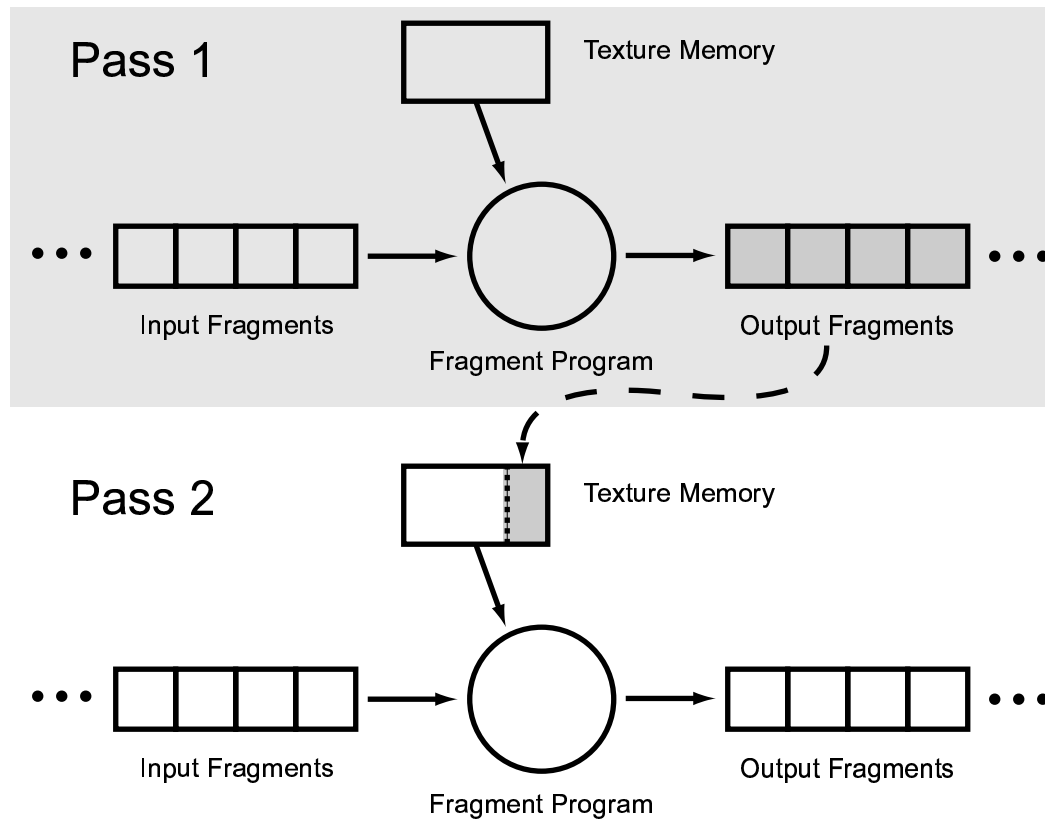 Pass 1
Texture Memory
Input Fragments
Fragment Program
Output Fragments
Pass 2
Texture Memory
Input Fragments
Fragment Program
Output Fragments